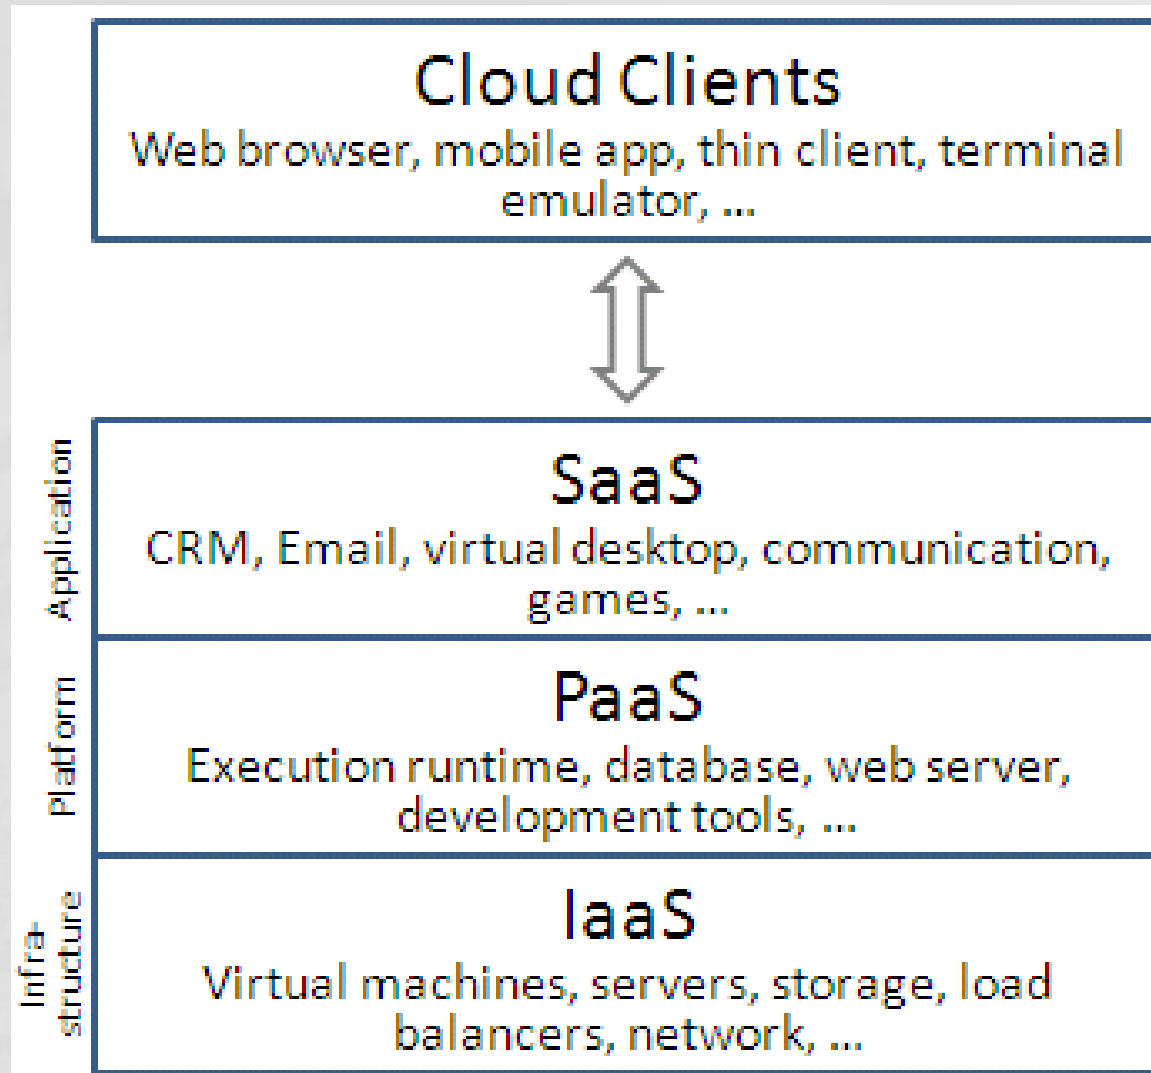 Cloud Clients
Web browser, mobile app, thin client, terminal
emulator, ...
Application
SaaS
CRM, Email, virtual desktop, communication,
games, ...
Platform
PaaS
Execution runtime, database, web server,
development tools, ...
Infra-
structure
IaaS
Virtual machines, servers, storage, load
balancers, network, ...